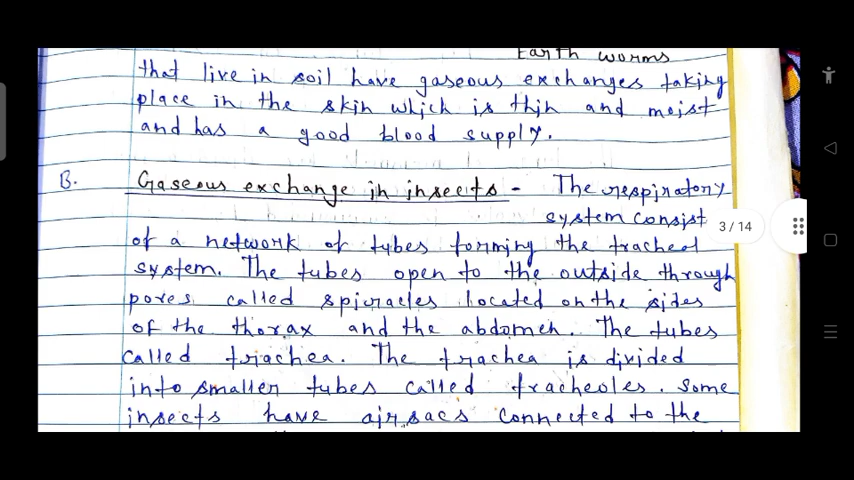 Earth worms
that live in soil have gaseous exchanges taking
place in the skin which is thin and moist
and has a good blood supply.
B. Gaseous exchange in insects - The respiratory
system consist
3 / 14
of a network of tubes forming the tracheol
system. The tubes open to the outside through
pores called spiracles located on the sides
of the thorax and the abdomen. The tubes
called trachea. The trachea is divided
into smaller tubes called tracheoles. Some
insects have air sacs connected to the